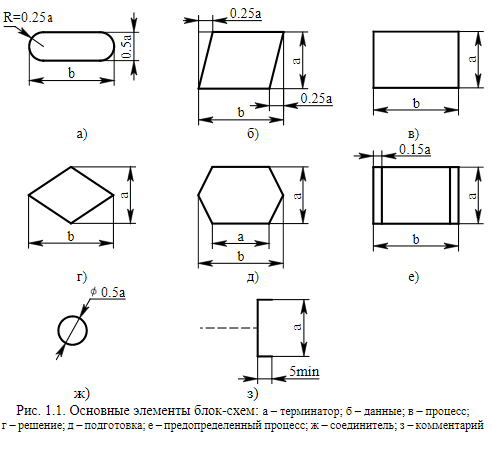 R=0.25a
0.5a
b
а)
0.25a
a
0.25a
b
б)
a
b
в)
a
b
г)
a
a
b
д)
0.15a
a
b
е)
ϕ 0.5a
ж)
a
5min
з)
Рис. 1.1. Основные элементы блок-схем: а – терминатор; б – данные; в – процесс;
г – решение; д – подготовка; е – предопределенный процесс; ж – соединитель; з – комментарий